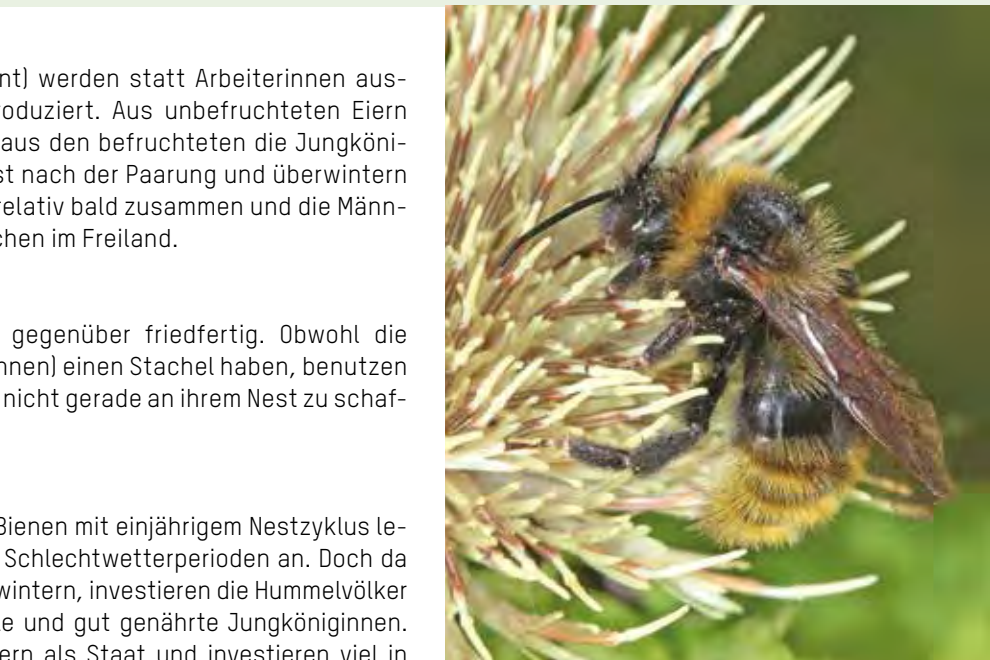 nt) werden statt Arbeiterinnen aus-
oduziert. Aus unbefruchteten Eiern
aus den befruchteten die Jungköni-
st nach der Paarung und überwintern
relativ bald zusammen und die Männ-
chen im Freiland.
gegenüber friedfertig. Obwohl die
nnen) einen Stachel haben, benutzen
nicht gerade an ihrem Nest zu schaf-
Bienen mit einjährigem Nestzyklus le-
Schlechtwetterperioden an. Doch da
wintern, investieren die Hummelvölker
e und gut genährte Jungköniginnen.
ern als Staat und investieren viel in